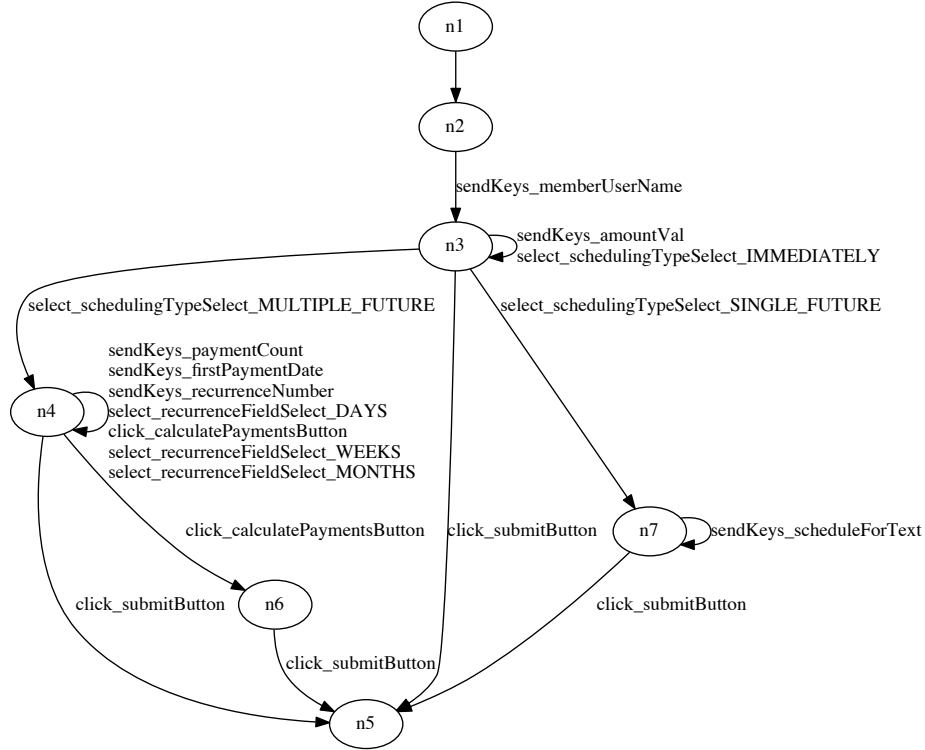 n1
n2
sendKeys_memberUserName
n3
sendKeys_amountVal
select_schedulingTypeSelect_IMMEDIATELY
select_schedulingTypeSelect_MULTIPLE_FUTURE
select_schedulingTypeSelect_SINGLE_FUTURE
n4
sendKeys_paymentCount
sendKeys_firstPaymentDate
sendKeys_recurrenceNumber
select_recurrenceFieldSelect_DAYS
click_calculatePaymentsButton
select_recurrenceFieldSelect_WEEKS
select_recurrenceFieldSelect_MONTHS
click_calculatePaymentsButton
click_submitButton
n7
sendKeys_scheduleForText
click_submitButton
n6
click_submitButton
click_submitButton
n5